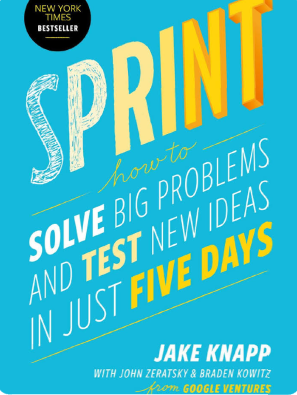 NEW YORK
TIMES
BESTSELLER
SPRINT
how to
SOLVE BIG PROBLEMS
AND TEST NEW IDEAS
IN JUST FIVE DAYS
JAKE KNAPP
WITH JOHN ZERATSKY & BRADEN KOWITZ
from GOOGLE VENTURES